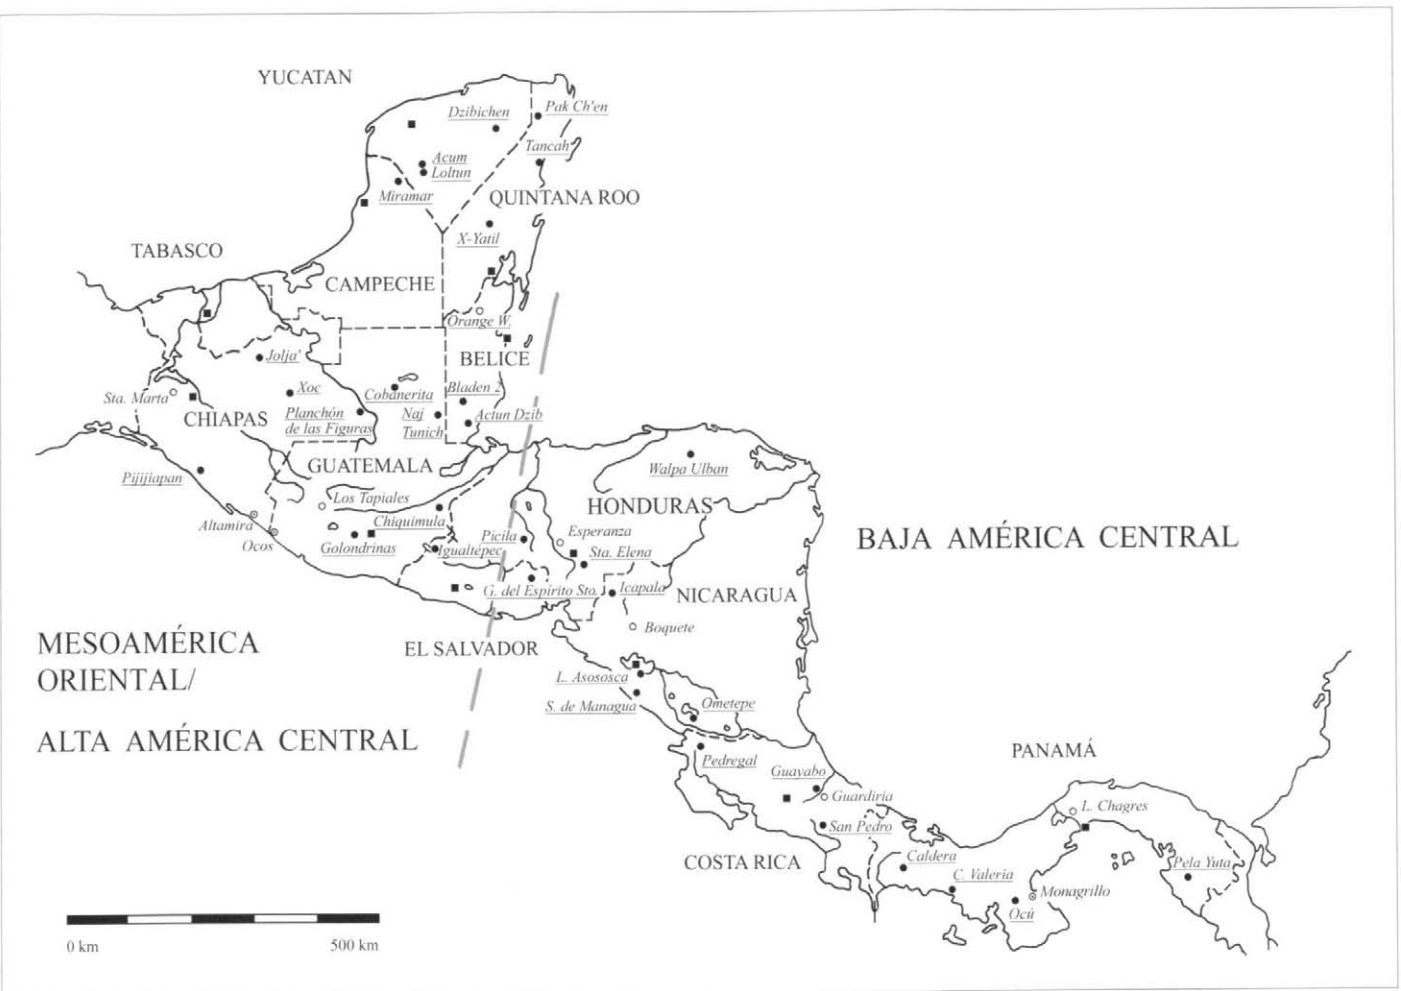 YUCATAN
Dzibichen
Pak Ch'en
Tancah
Acum
Loltun
Miramar
QUINTANA ROO
X-Yatil
TABASCO
CAMPECHE
Orange W.
BELICE
Jolja'
Xoc
Sta. Marta
Cobanerita
Bladen 2
CHIAPAS
Planchón
de las Figuras
Naj
Tunich
Actun Dzib
GUATEMALA
Pijijiapan
Walpa Ulban
Los Tapiales
HONDURAS
Altamira
Chiquimula
Ocos
Golondrinas
Igualtepec
Picila
Esperanza
Sta. Elena
BAJA AMÉRICA CENTRAL
G. del Espírito Sto.
Icapala
NICARAGUA
Boquete
MESOAMÉRICA
ORIENTAL/
ALTA AMÉRICA CENTRAL
EL SALVADOR
L. Asososca
S. de Managua
Ometepe
Pedregal
PANAMÁ
Guayabo
Guardiria
L. Chagres
San Pedro
COSTA RICA
Caldera
C. Valeria
Pela Yuta
Monagrillo
Ocú
0 km
500 km